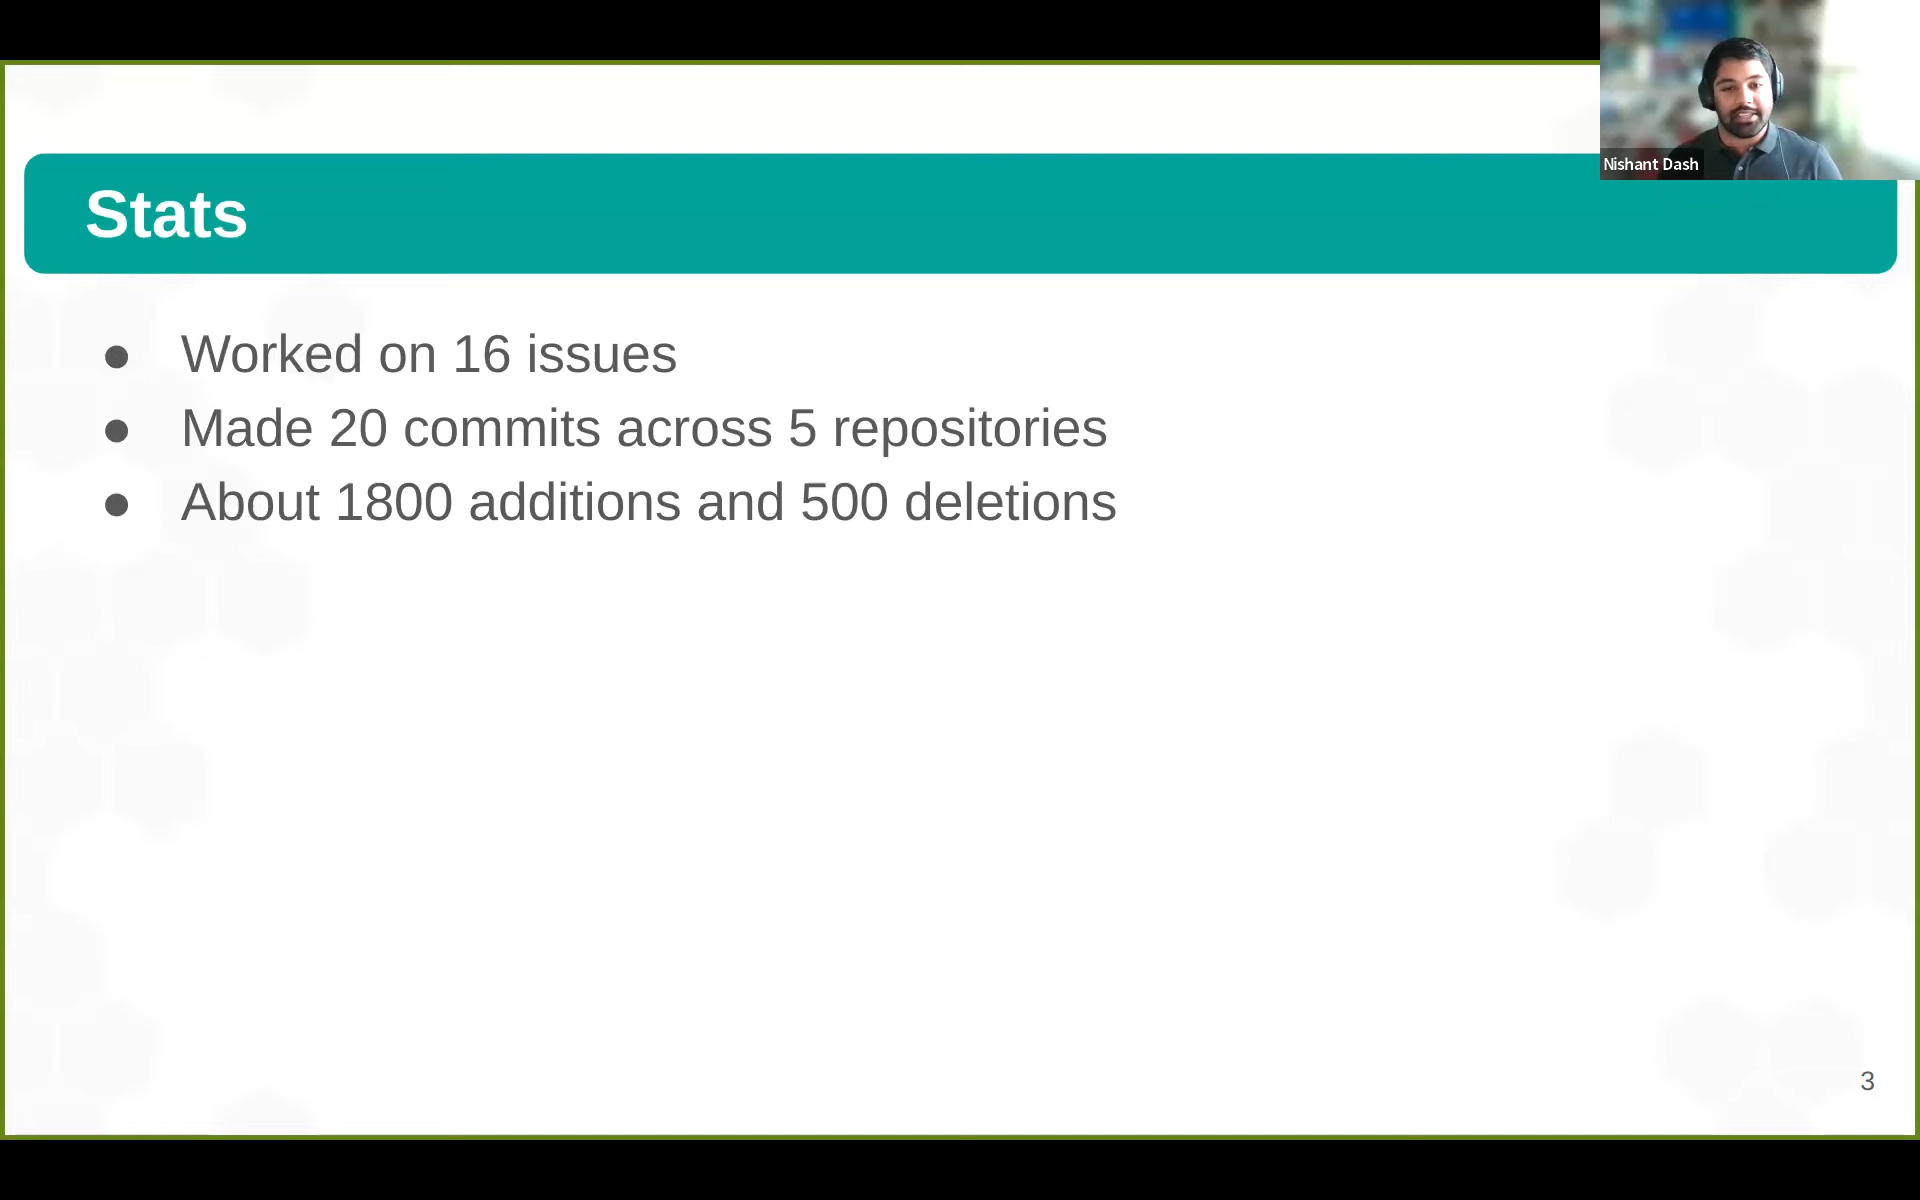 Nishant Dash
Stats
● Worked on 16 issues
● Made 20 commits across 5 repositories
● About 1800 additions and 500 deletions
3